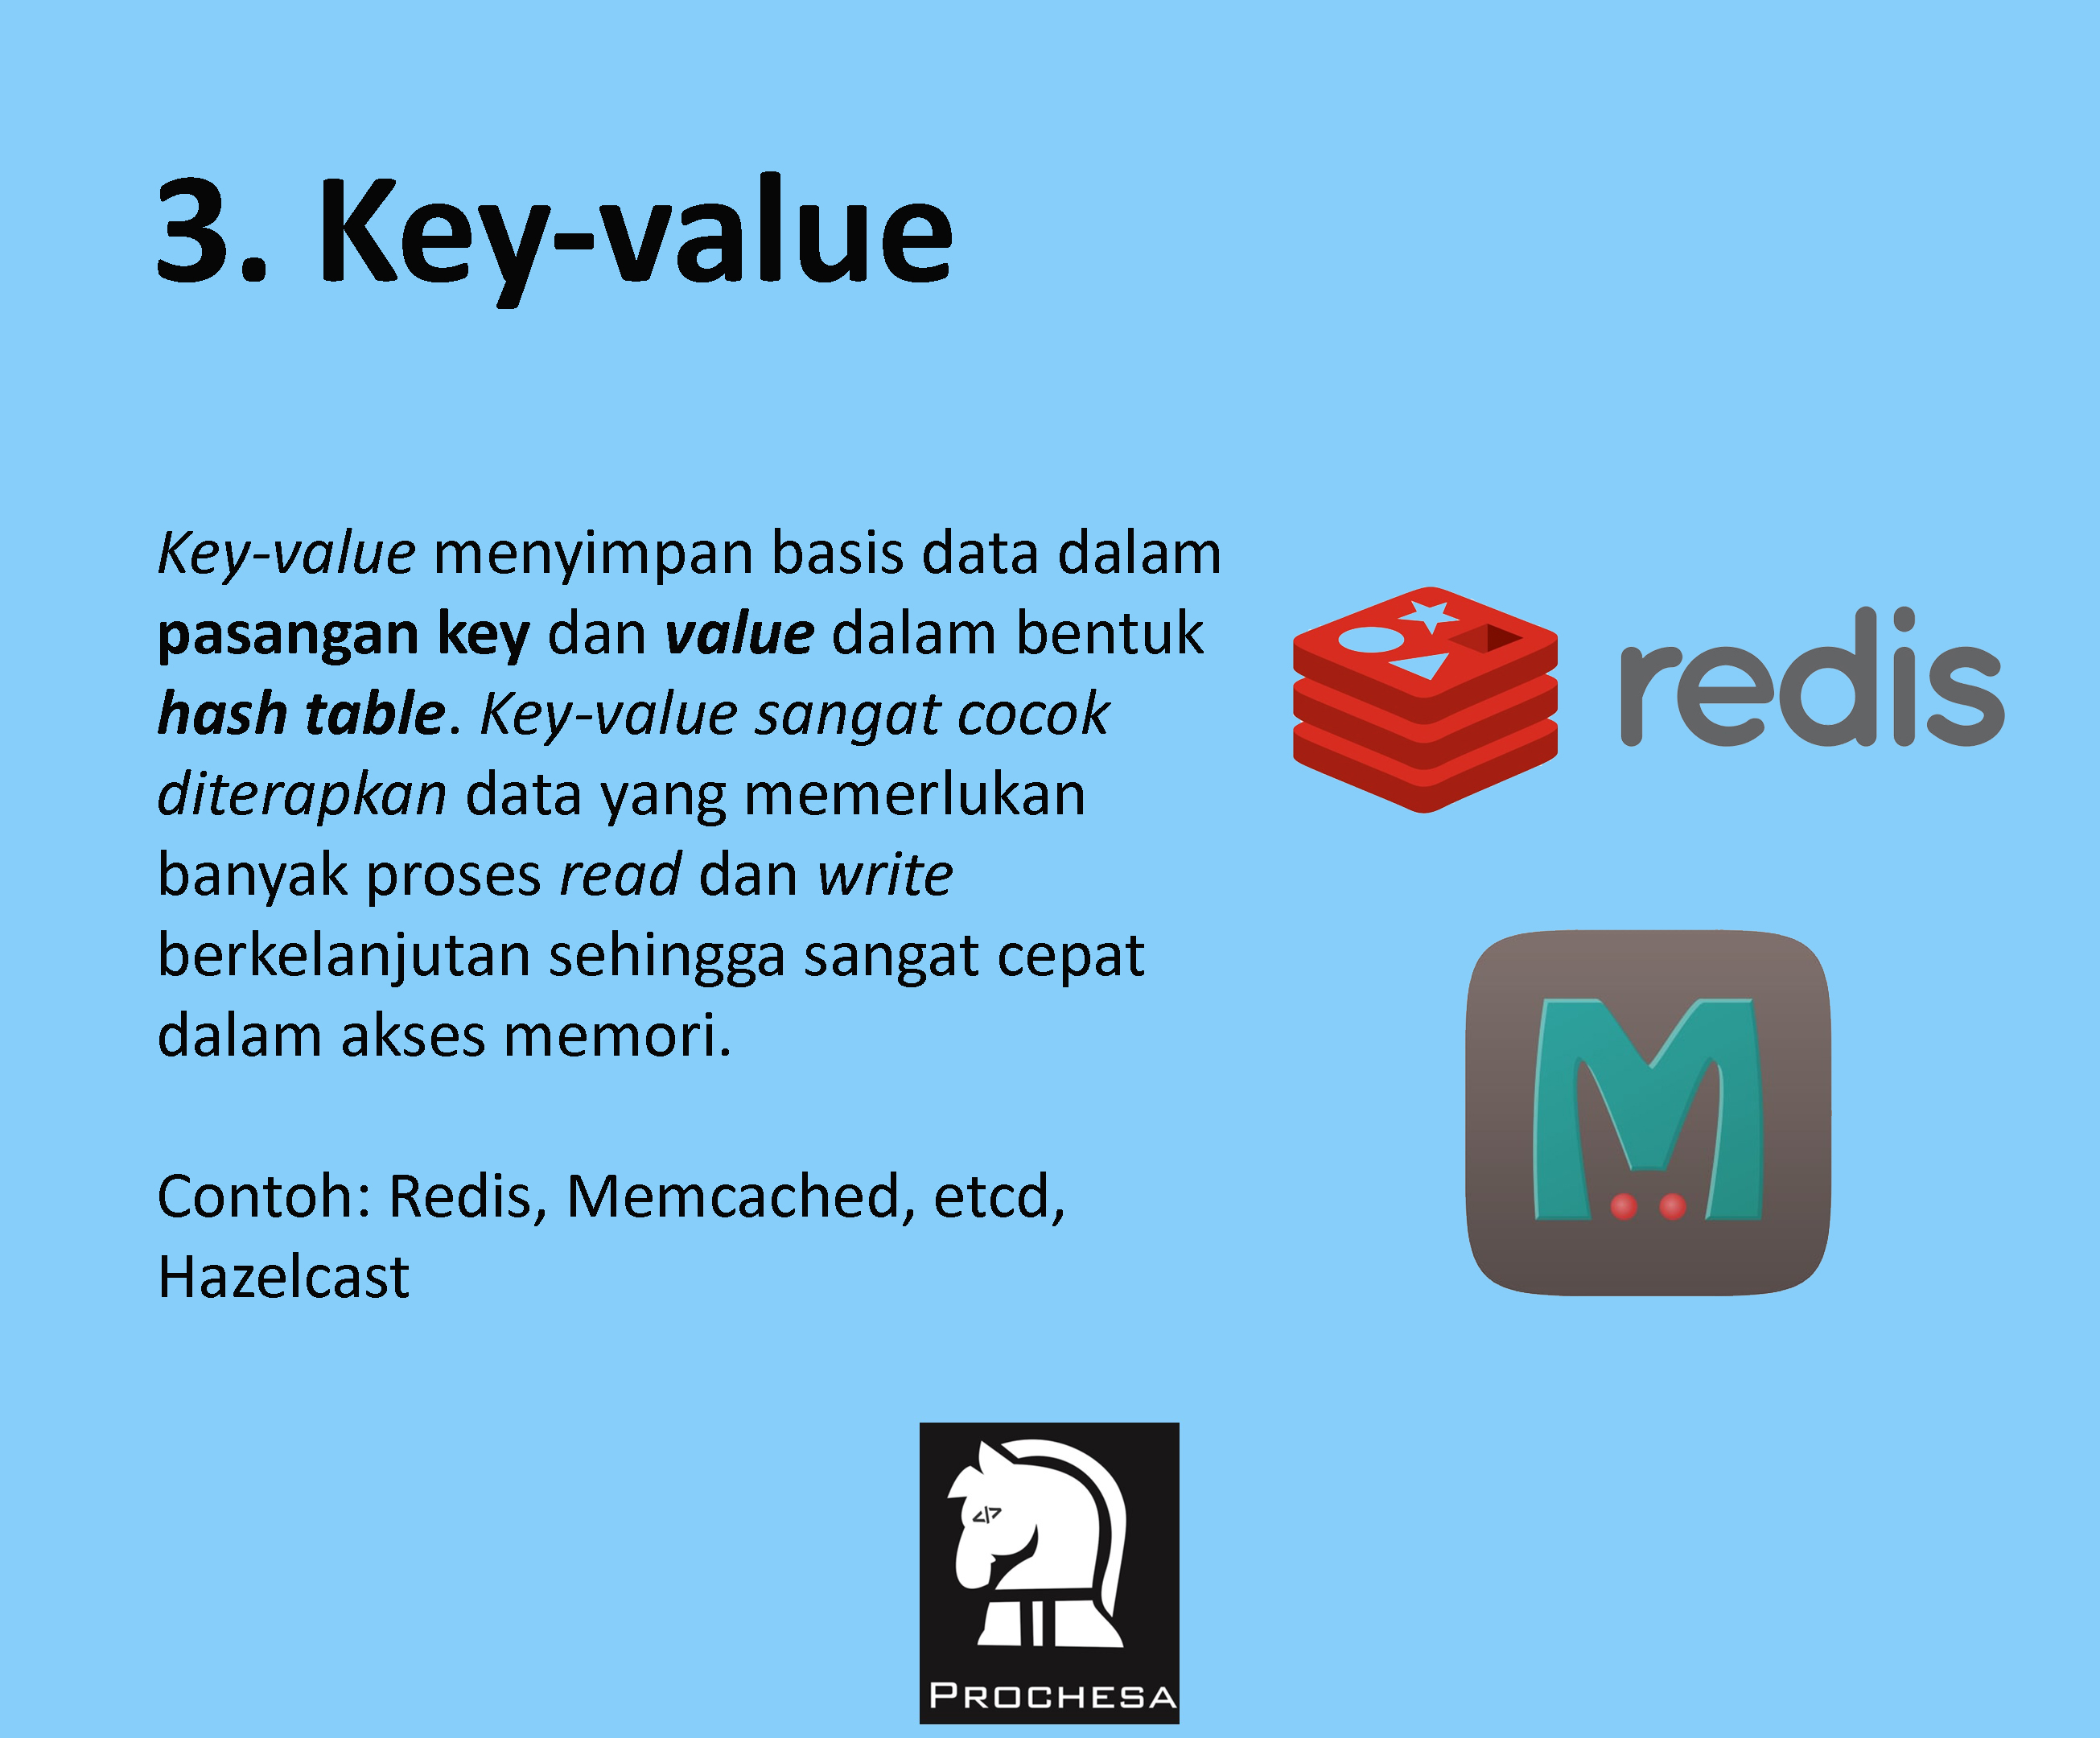 3. Key-value
Key-value menyimpan basis data dalam
pasangan key dan value dalam bentuk
hash table. Key-value sangat cocok
diterapkan data yang memerlukan
banyak proses read dan write
berkelanjutan sehingga sangat cepat
dalam akses memori.
Contoh: Redis, Memcached, etcd,
Hazelcast
redis
M
</>
PROCHESA